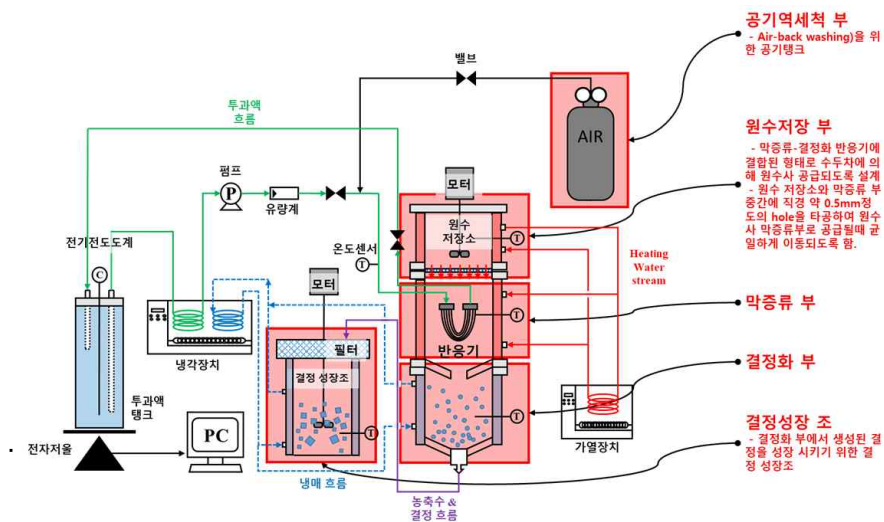 공기역세척 부
- Air-back washing)을 위
한 공기탱크
밸브
투과액
흐름
AIR
원수저장 부
- 막증류-결정화 반응기에
결합된 형태로 수두차에 의
해 원수사 공급되도록 설계
- 원수 저장소와 막증류 부
중간에 직경 약 0.5mm정
도의 hole을 타공하여 원수
사 막증류부로 공급될때 균
일하게 이동되도록 함.
펌프
P
유량계
모터
원수
저장소
T
전기전도도계
온도센서
T
C
Heating
Water
stream
모터
T
막증류 부
반응기
필터
냉각장치
결정 성장조
결정화 부
투과액
탱크
T
T
PC
가열장치
결정성장 조
- 결정화 부에서 생성된 결
정을 성장 시키기 위한 결
정 성장조
전자저울
냉매 흐름
농축수 &
결정 흐름